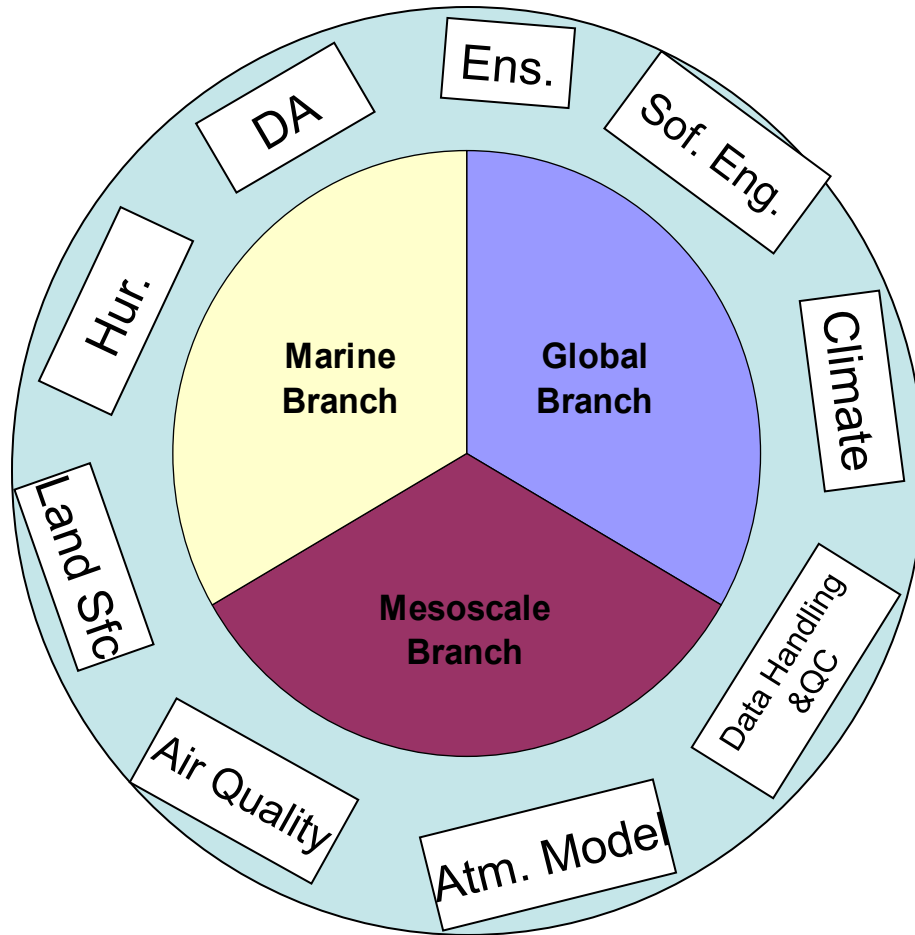 Ens.
Sof. Eng.
Climate
Data Handling
&QC
Atm. Model
Air Quality
Land Sfc
Hur.
DA
Marine
Branch
Global
Branch
Mesoscale
Branch